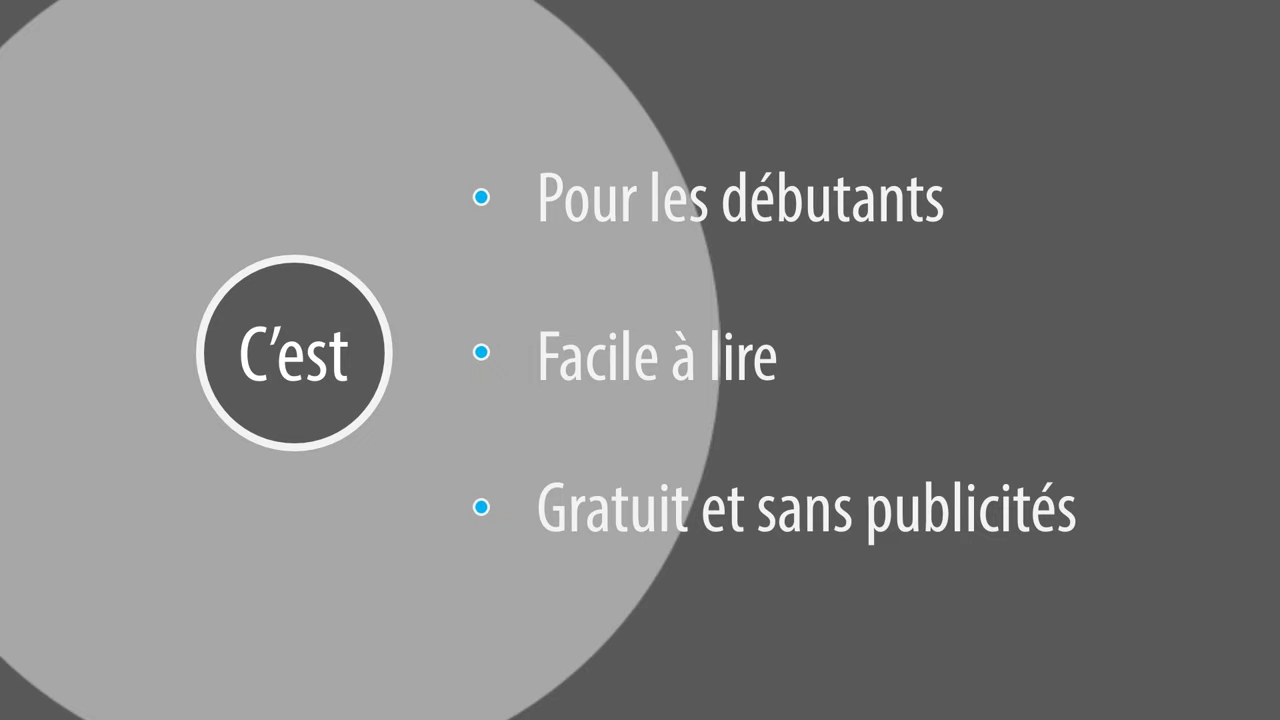 C’est
Pour les débutants
Facile à lire
Gratuit et sans publicités